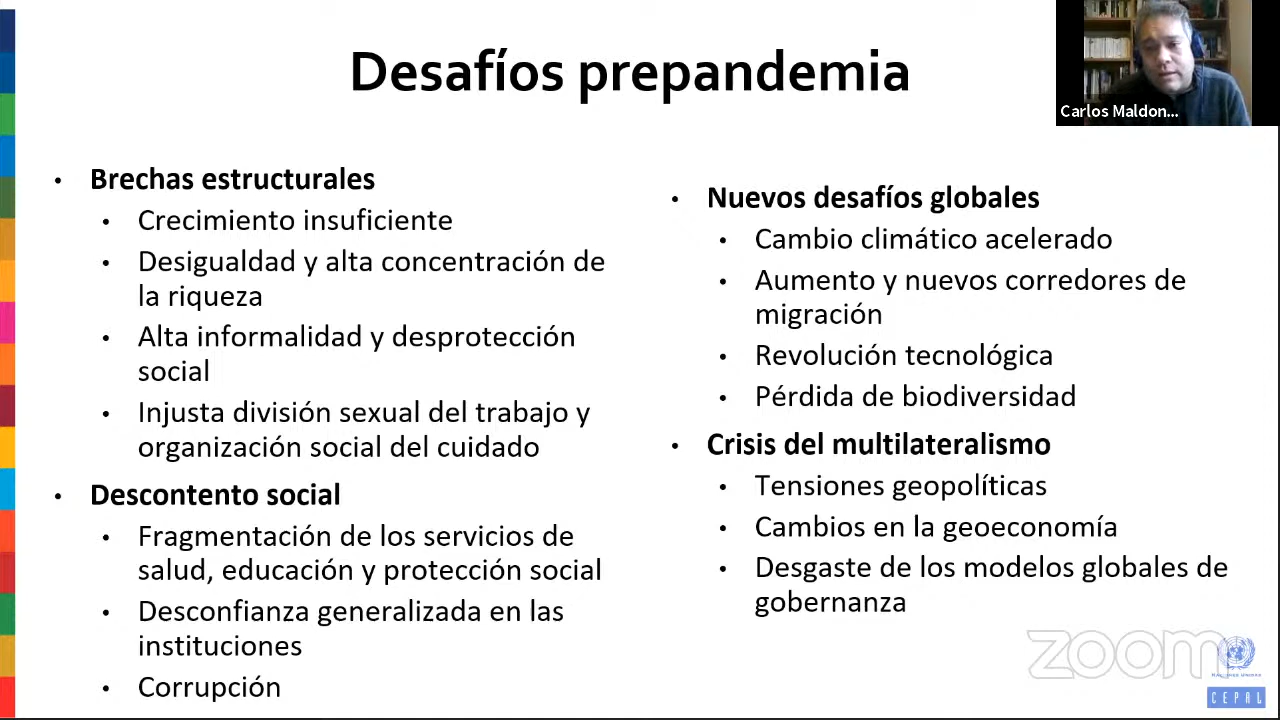 Desafíos prepandemia
Carlos Maldon...
• Brechas estructurales
• Crecimiento insuficiente
• Desigualdad y alta concentración de
la riqueza
• Alta informalidad y desprotección
social
• Injusta división sexual del trabajo y
organización social del cuidado
• Descontento social
• Fragmentación de los servicios de
salud, educación y protección social
• Desconfianza generalizada en las
instituciones
• Corrupción
• Nuevos desafíos globales
• Cambio climático acelerado
• Aumento y nuevos corredores de
migración
• Revolución tecnológica
• Pérdida de biodiversidad
• Crisis del multilateralismo
• Tensiones geopolíticas
• Cambios en la geoeconomía
• Desgaste de los modelos globales de
gobernanza
zoom
NACIONES UNIDAS
CEPAL